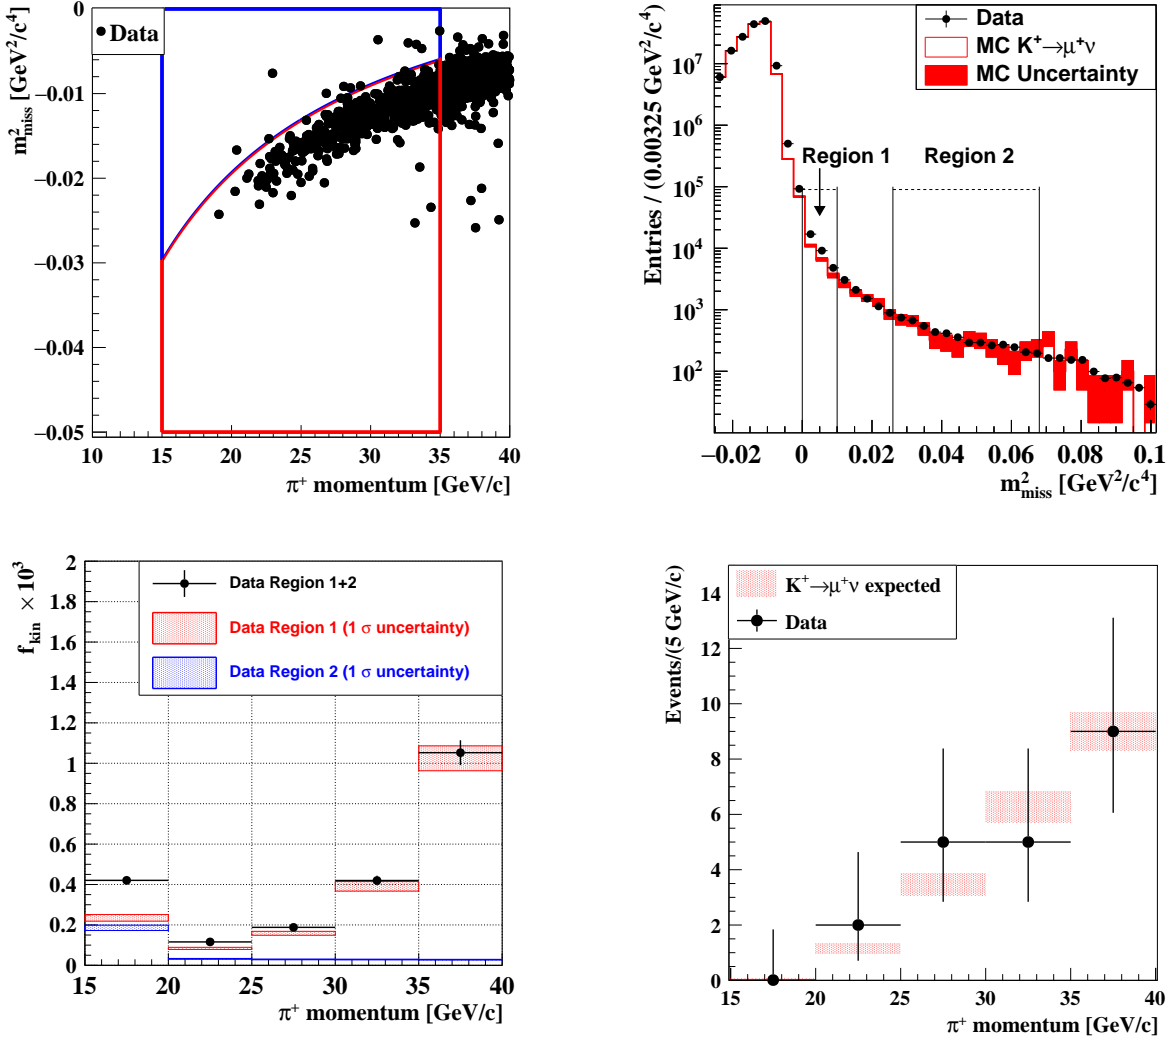 Data
m²miss [GeV²/c⁴]
0
−0.01
−0.02
−0.03
−0.04
−0.05
10 15 20 25 30 35 40
π⁺ momentum [GeV/c]
Data
MC K⁺→μ⁺ν
MC Uncertainty
Region 1
Region 2
Entries / (0.00325 GeV²/c⁴)
10⁷
10⁶
10⁵
10⁴
10³
10²
−0.02 0 0.02 0.04 0.06 0.08 0.1
m²miss [GeV²/c⁴]
Data Region 1+2
Data Region 1 (1 σ uncertainty)
Data Region 2 (1 σ uncertainty)
fkin × 10³
2
1.8
1.6
1.4
1.2
1
0.8
0.6
0.4
0.2
0
15 20 25 30 35 40
π⁺ momentum [GeV/c]
K⁺→μ⁺ν expected
Data
Events/(5 GeV/c)
14
12
10
8
6
4
2
0
15 20 25 30 35 40
π⁺ momentum [GeV/c]